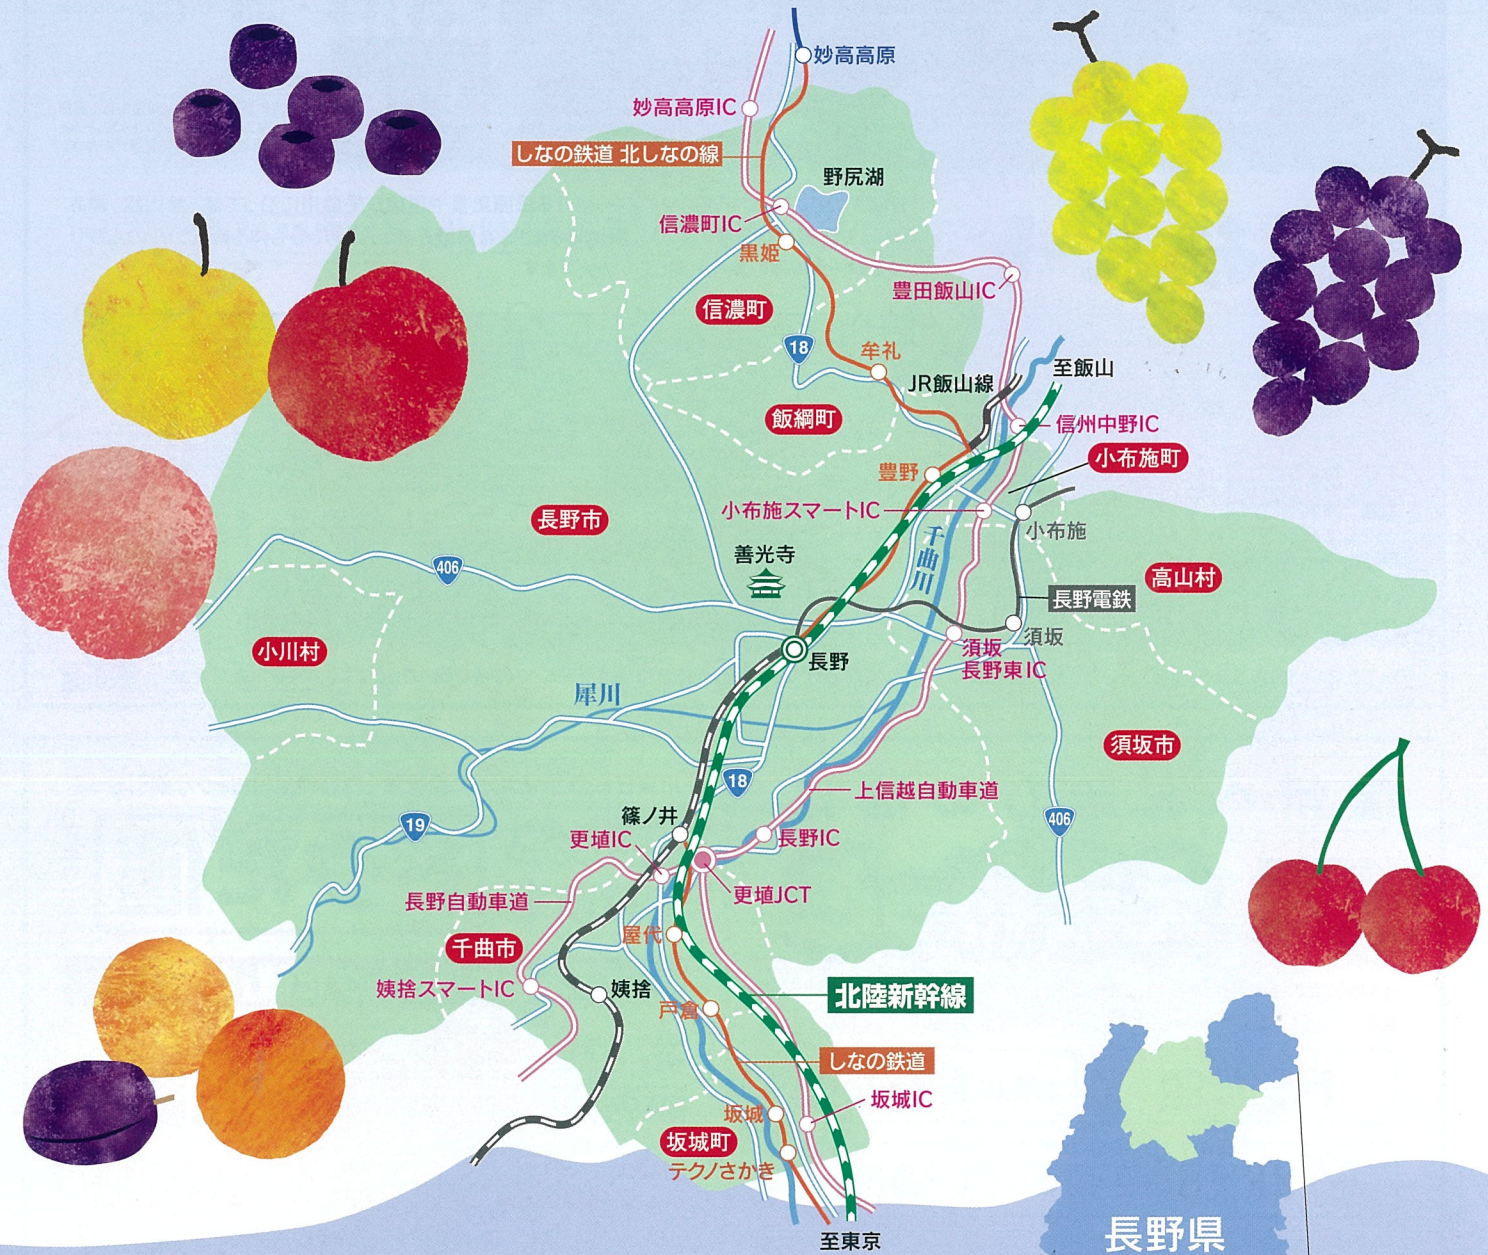 妙高高原
妙高高原IC
しなの鉄道 北しなの線
野尻湖
信濃町IC
黒姫
豊田飯山IC
信濃町
18
牟礼
JR飯山線
至飯山
飯綱町
信州中野IC
小布施町
豊野
長野市
小布施スマートIC
小布施
千曲川
善光寺
406
高山村
長野電鉄
小川村
長野
須坂
須坂
長野東IC
犀川
須坂市
18
上信越自動車道
19
篠ノ井
406
更埴IC
長野IC
長野自動車道
更埴JCT
千曲市
屋代
姨捨スマートIC
姨捨
北陸新幹線
戸倉
しなの鉄道
坂城IC
坂城
坂城町
テクノさかき
長野県
至東京